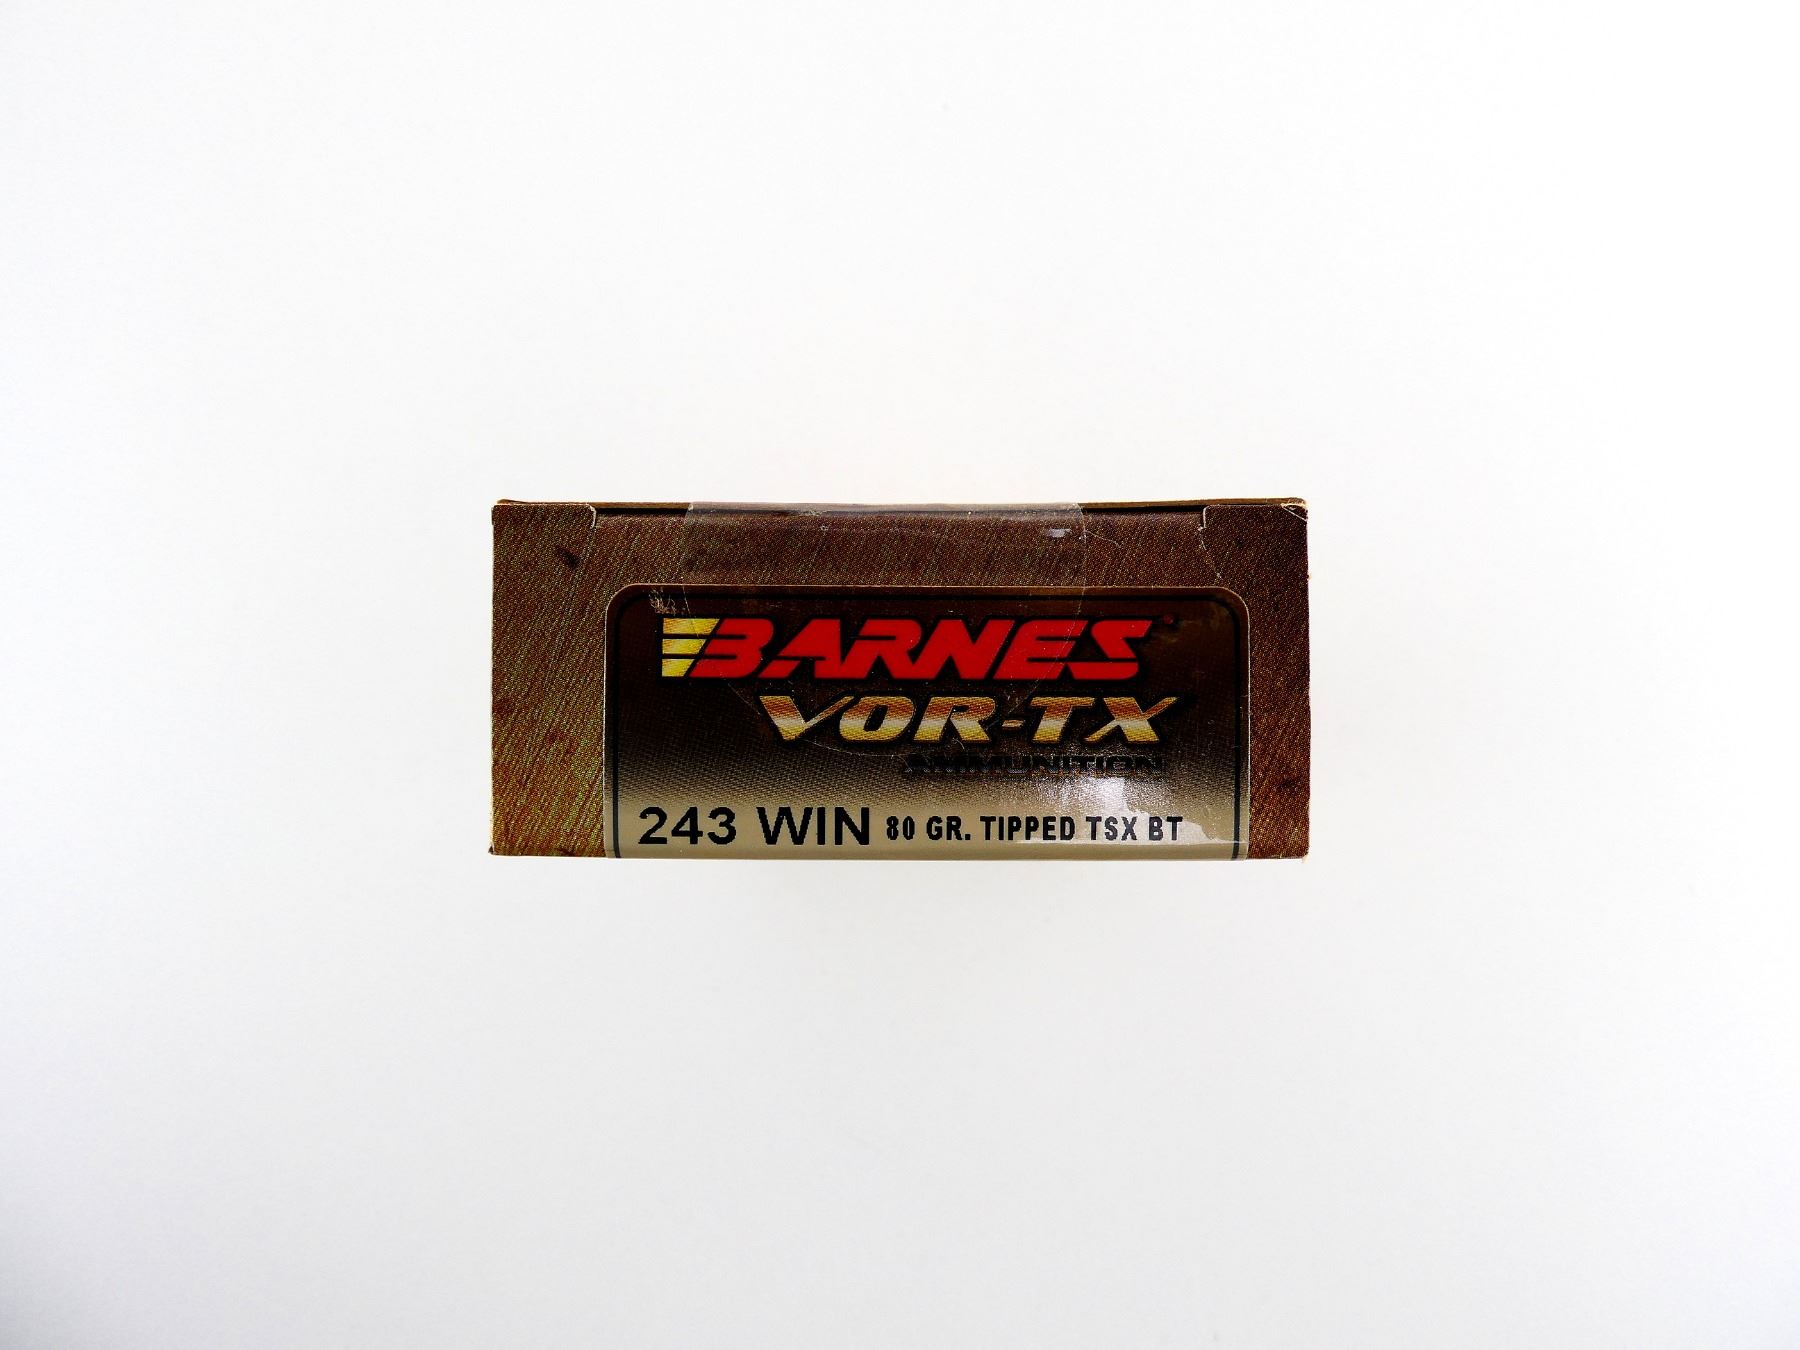 BARNES®
VOR-TX
AMMUNITION
243 WIN 80 GR. TIPPED TSX BT